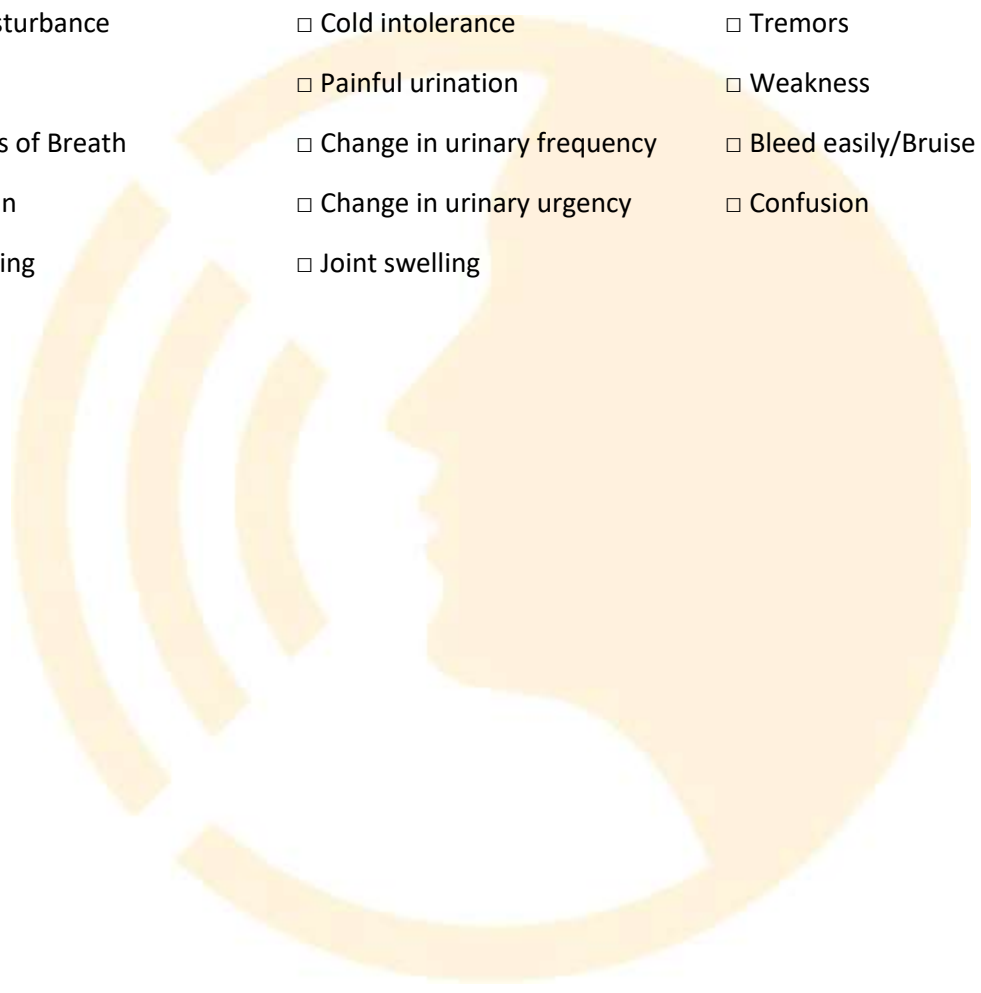 sturbance □ Cold intolerance □ Tremors
□ Painful urination □ Weakness
s of Breath □ Change in urinary frequency □ Bleed easily/Bruise
n □ Change in urinary urgency □ Confusion
ing □ Joint swelling